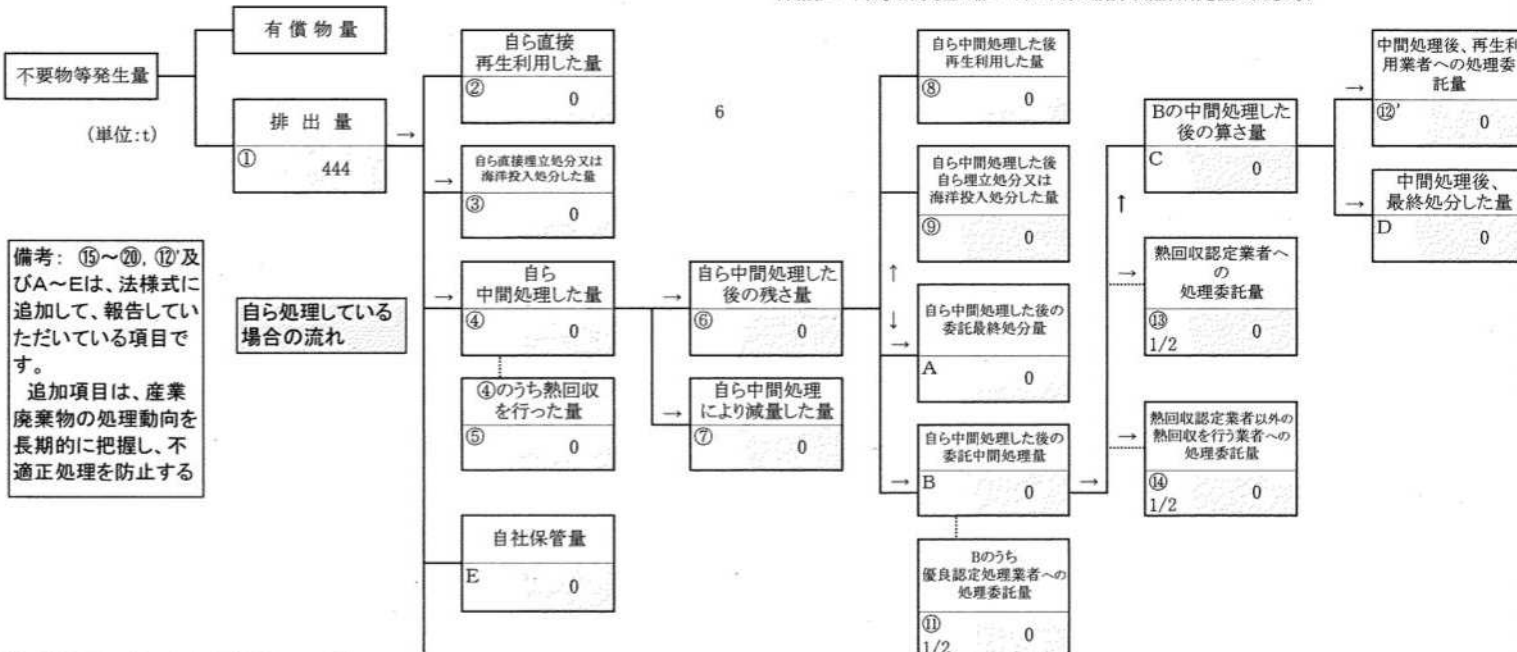 有償物量
不要物等発生量
(単位:t)
排出量
①
444
→
備考： ⑮～⑳, ⑫'及
びA～Eは、法様式に
追加して、報告してい
ただいている項目で
す。
追加項目は、産業
廃棄物の処理動向を
長期的に把握し、不
適正処理を防止する
自ら処理している
場合の流れ
自ら直接
再生利用した量
②
0
→
自ら直接埋立処分又は
海洋投入処分した量
③
0
→
自ら
中間処理した量
④
0
④のうち熱回収
を行った量
⑤
0
自社保管量
E
0
6
→
自ら中間処理した
後の残さ量
⑥
0
→
自ら中間処理
により減量した量
⑦
0
自ら中間処理した後
再生利用した量
⑧
0
自ら中間処理した後
自ら埋立処分又は
海洋投入処分した量
⑨
0
↑
↓
→
自ら中間処理した後の
委託最終処分量
A
0
→
自ら中間処理した後の
委託中間処理量
B
0
→
Bのうち
優良認定処理業者への
処理委託量
⑪
1/2
0
Bの中間処理した
後の算さ量
C
0
↑
→
熱回収認定業者へ
の
処理委託量
⑬
1/2
0
→
熱回収認定業者以外の
熱回収を行う業者への
処理委託量
⑭
1/2
0
→
中間処理後、再生利
用業者への処理委
託量
⑫'
0
→
中間処理後、
最終処分した量
D
0